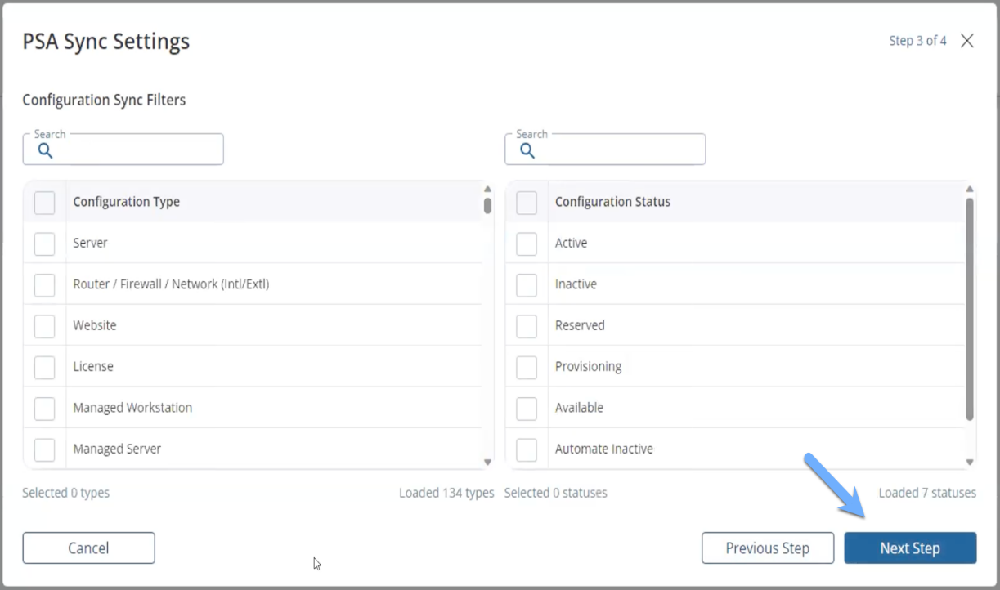 PSA Sync Settings
Step 3 of 4
Configuration Sync Filters
Search
Search
Configuration Type
Configuration Status
Server
Active
Router / Firewall / Network (Intl/Extl)
Inactive
Website
Reserved
License
Provisioning
Managed Workstation
Available
Managed Server
Automate Inactive
Selected 0 types
Loaded 134 types
Selected 0 statuses
Loaded 7 statuses
Cancel
Previous Step
Next Step